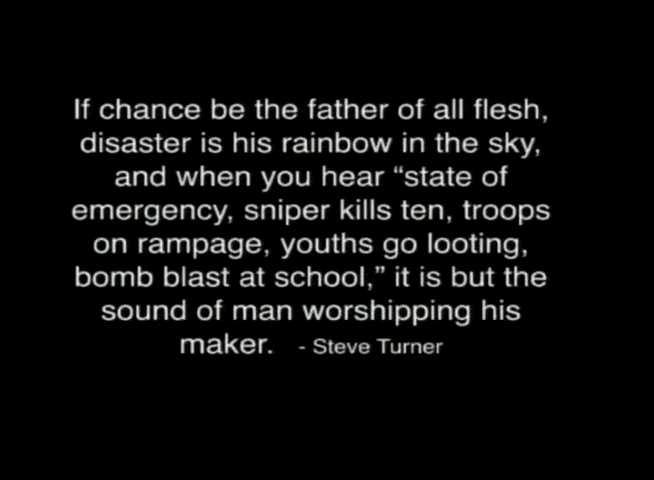 If chance be the father of all flesh,
disaster is his rainbow in the sky,
and when you hear “state of
emergency, sniper kills ten, troops
on rampage, youths go looting,
bomb blast at school,” it is but the
sound of man worshipping his
maker. - Steve Turner